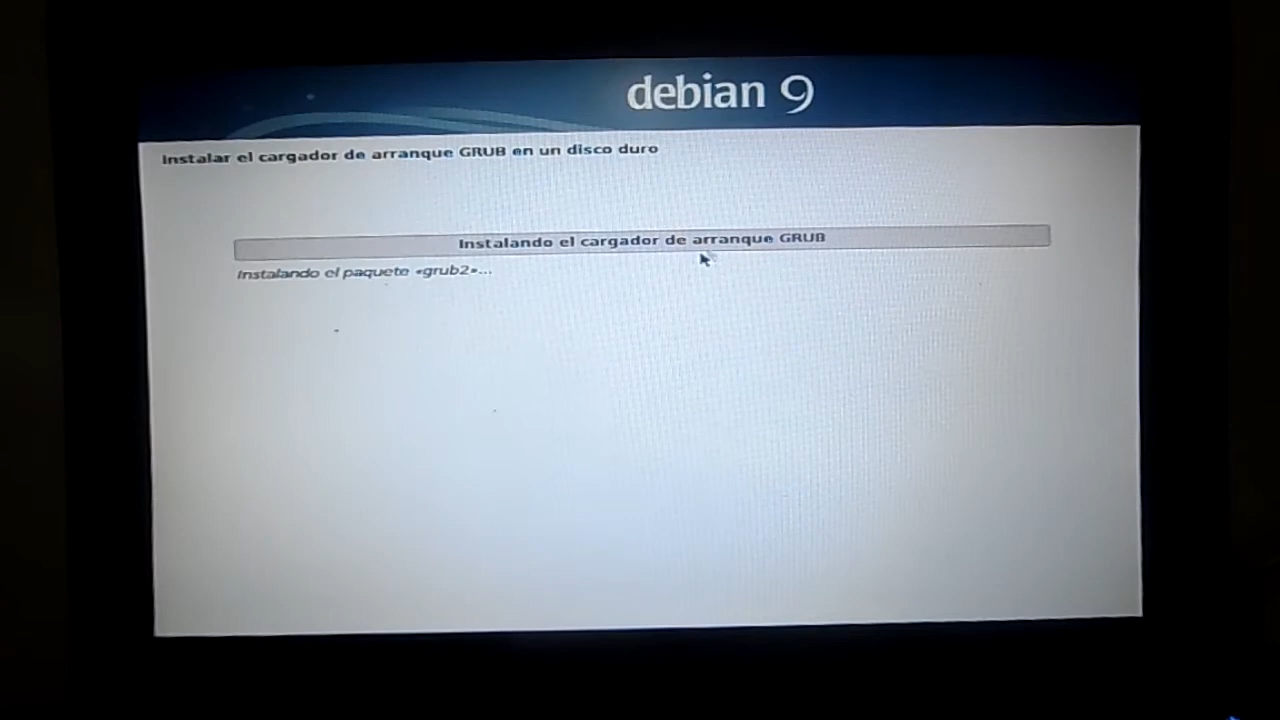 debian 9
Instalar el cargador de arranque GRUB en un disco duro
Instalando el cargador de arranque GRUB
Instalando el paquete «grub2»...